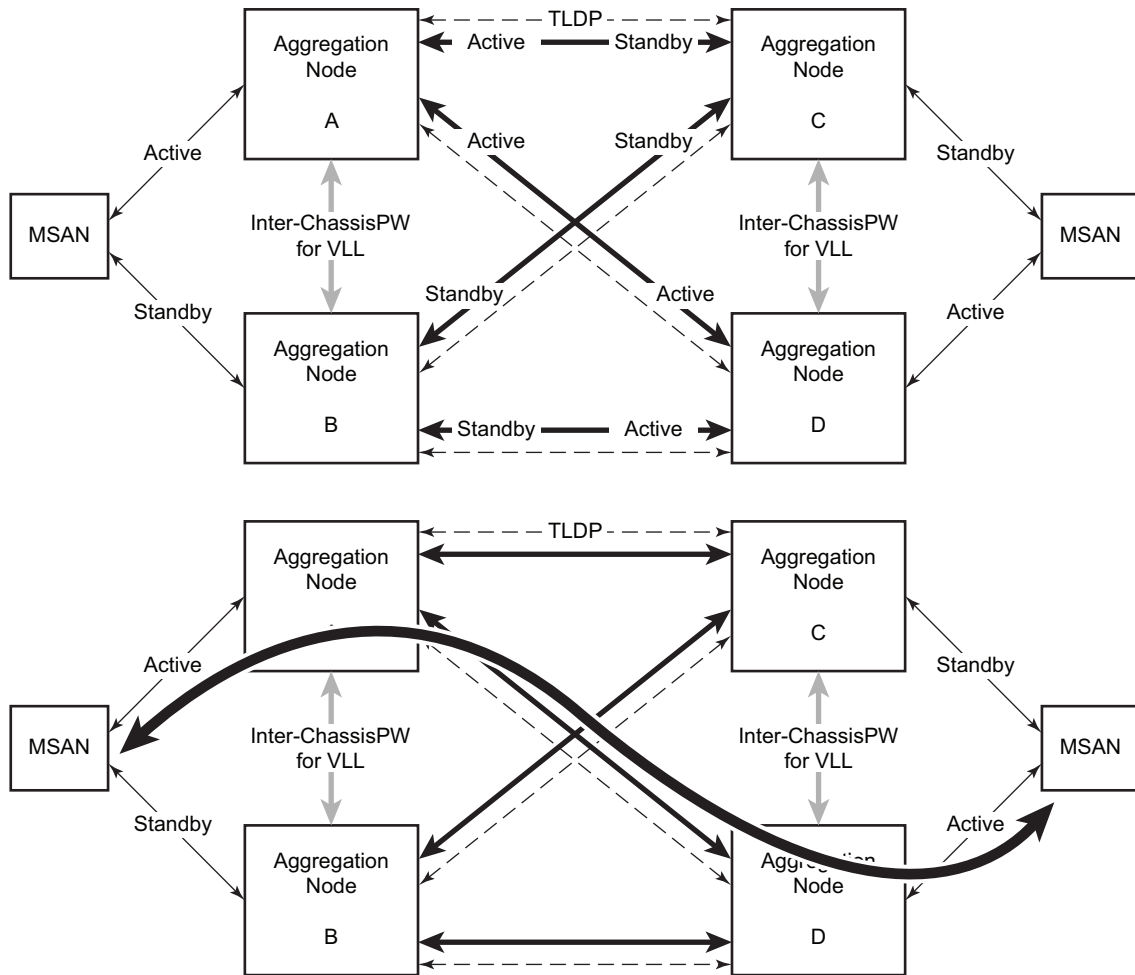 TLDP
Active
Standby
Aggregation
Node
A
Aggregation
Node
C
Active
Standby
Active
Standby
MSAN
Inter-ChassisPW
for VLL
Inter-ChassisPW
for VLL
MSAN
Standby
Standby
Active
Active
Aggregation
Node
B
Aggregation
Node
D
Standby
Active
TLDP
Aggregation
Node
Aggregation
Node
C
Active
Standby
MSAN
Inter-ChassisPW
for VLL
Inter-ChassisPW
for VLL
MSAN
Standby
Active
Aggregation
Node
B
Aggregation
Node
D